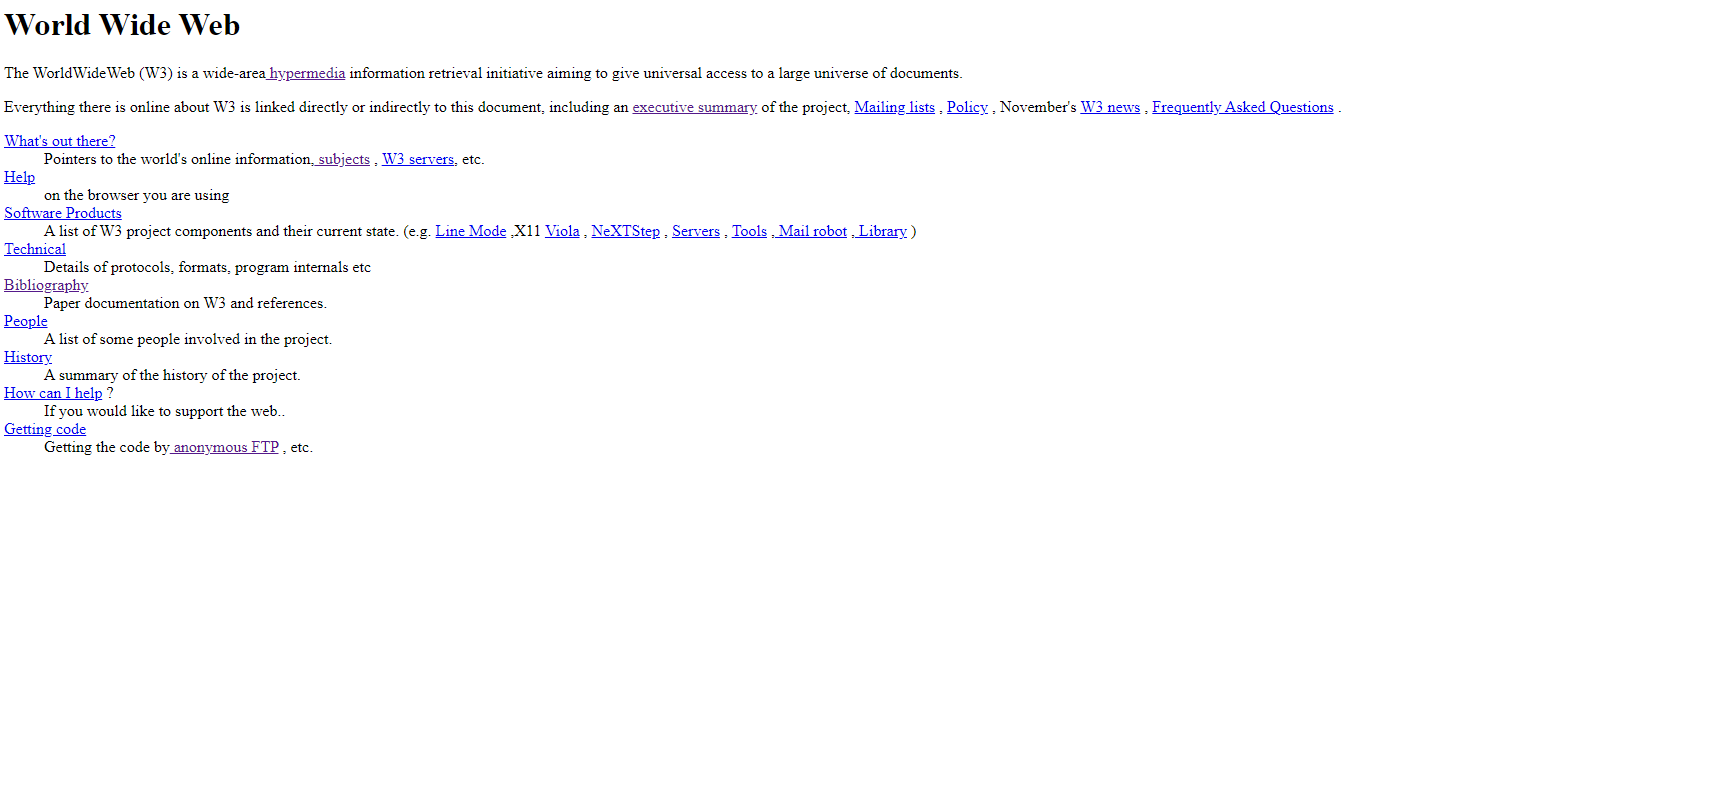 World Wide Web
The WorldWideWeb (W3) is a wide-area hypermedia information retrieval initiative aiming to give universal access to a large universe of documents.
Everything there is online about W3 is linked directly or indirectly to this document, including an executive summary of the project, Mailing lists , Policy , November's W3 news , Frequently Asked Questions .
What's out there?
Pointers to the world's online information, subjects , W3 servers, etc.
Help
on the browser you are using
Software Products
A list of W3 project components and their current state. (e.g. Line Mode ,X11 Viola , NeXTStep , Servers , Tools , Mail robot , Library )
Technical
Details of protocols, formats, program internals etc
Bibliography
Paper documentation on W3 and references.
People
A list of some people involved in the project.
History
A summary of the history of the project.
How can I help ?
If you would like to support the web..
Getting code
Getting the code by anonymous FTP , etc.